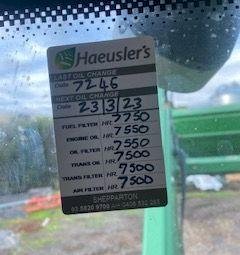 Haeusler's
LAST OIL CHANGE
Date 7246
NEXT OIL CHANGE
Date 23/3/23
FUEL FILTER HR 7750
ENGINE OIL HR 7550
OIL FILTER HR 7550
TRANS OIL HR 7500
TRANS FILTER HR 7500
AIR FILTER HR 7500
SHEPPARTON